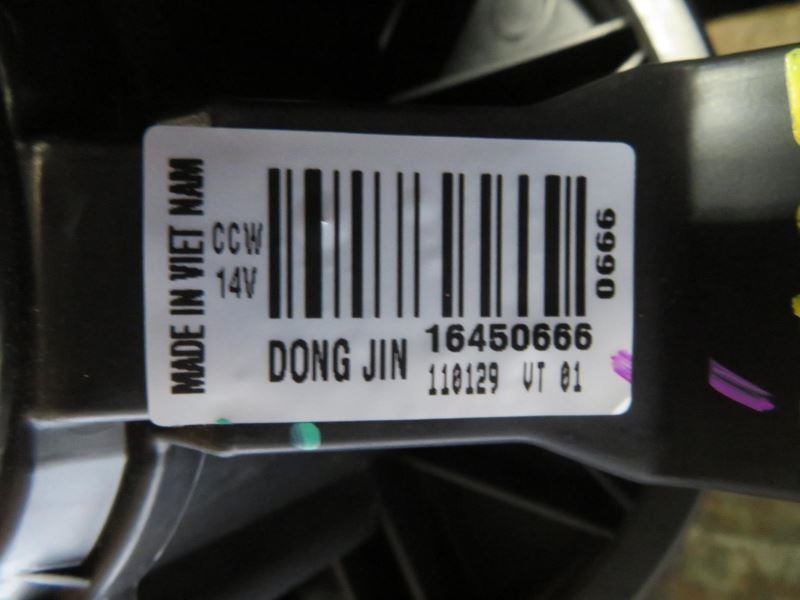 MADE IN VIET NAM
CCW
14V
0666
DONG JIN
16450666
110129 VT 01